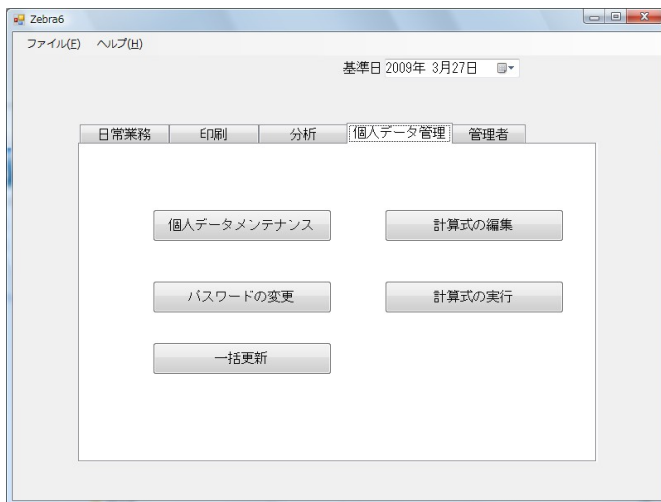 Zebra6
ファイル(F) ヘルプ(H)
基準日 2009年 3月27日
日常業務 印刷 分析 個人データ管理 管理者
個人データメンテナンス 計算式の編集
パスワードの変更 計算式の実行
一括更新